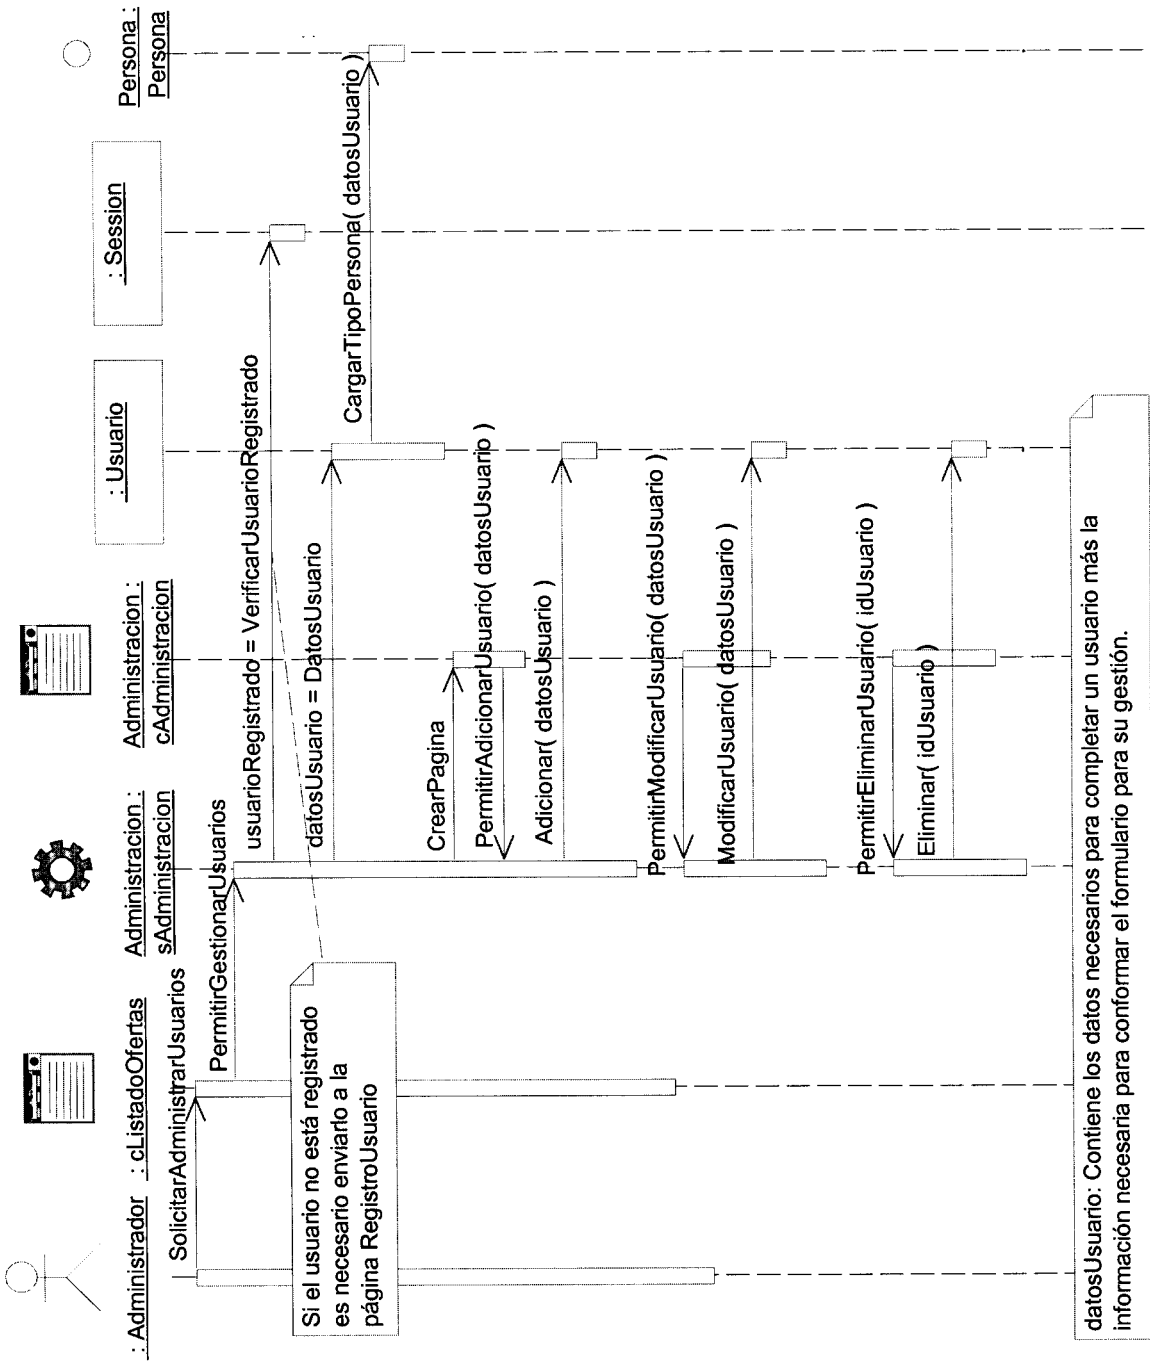 : Administrador
: cListadoOfertas
Administracion :
sAdministracion
Administracion :
cAdministracion
: Usuario
: Session
Persona :
Persona
SolicitarAdministrarUsuarios
PermitirGestionarUsuarios
usuarioRegistrado = VerificarUsuarioRegistrado
Si el usuario no está registrado
es necesario enviarlo a la
página RegistroUsuario
datosUsuario = DatosUsuario
CargarTipoPersona( datosUsuario )
CrearPagina
PermitirAdicionarUsuario( datosUsuario )
Adicionar( datosUsuario )
PermitirModificarUsuario( datosUsuario )
ModificarUsuario( datosUsuario )
PermitirEliminarUsuario( idUsuario )
Eliminar( idUsuario )
datosUsuario: Contiene los datos necesarios para completar un usuario más la
información necesaria para conformar el formulario para su gestión.